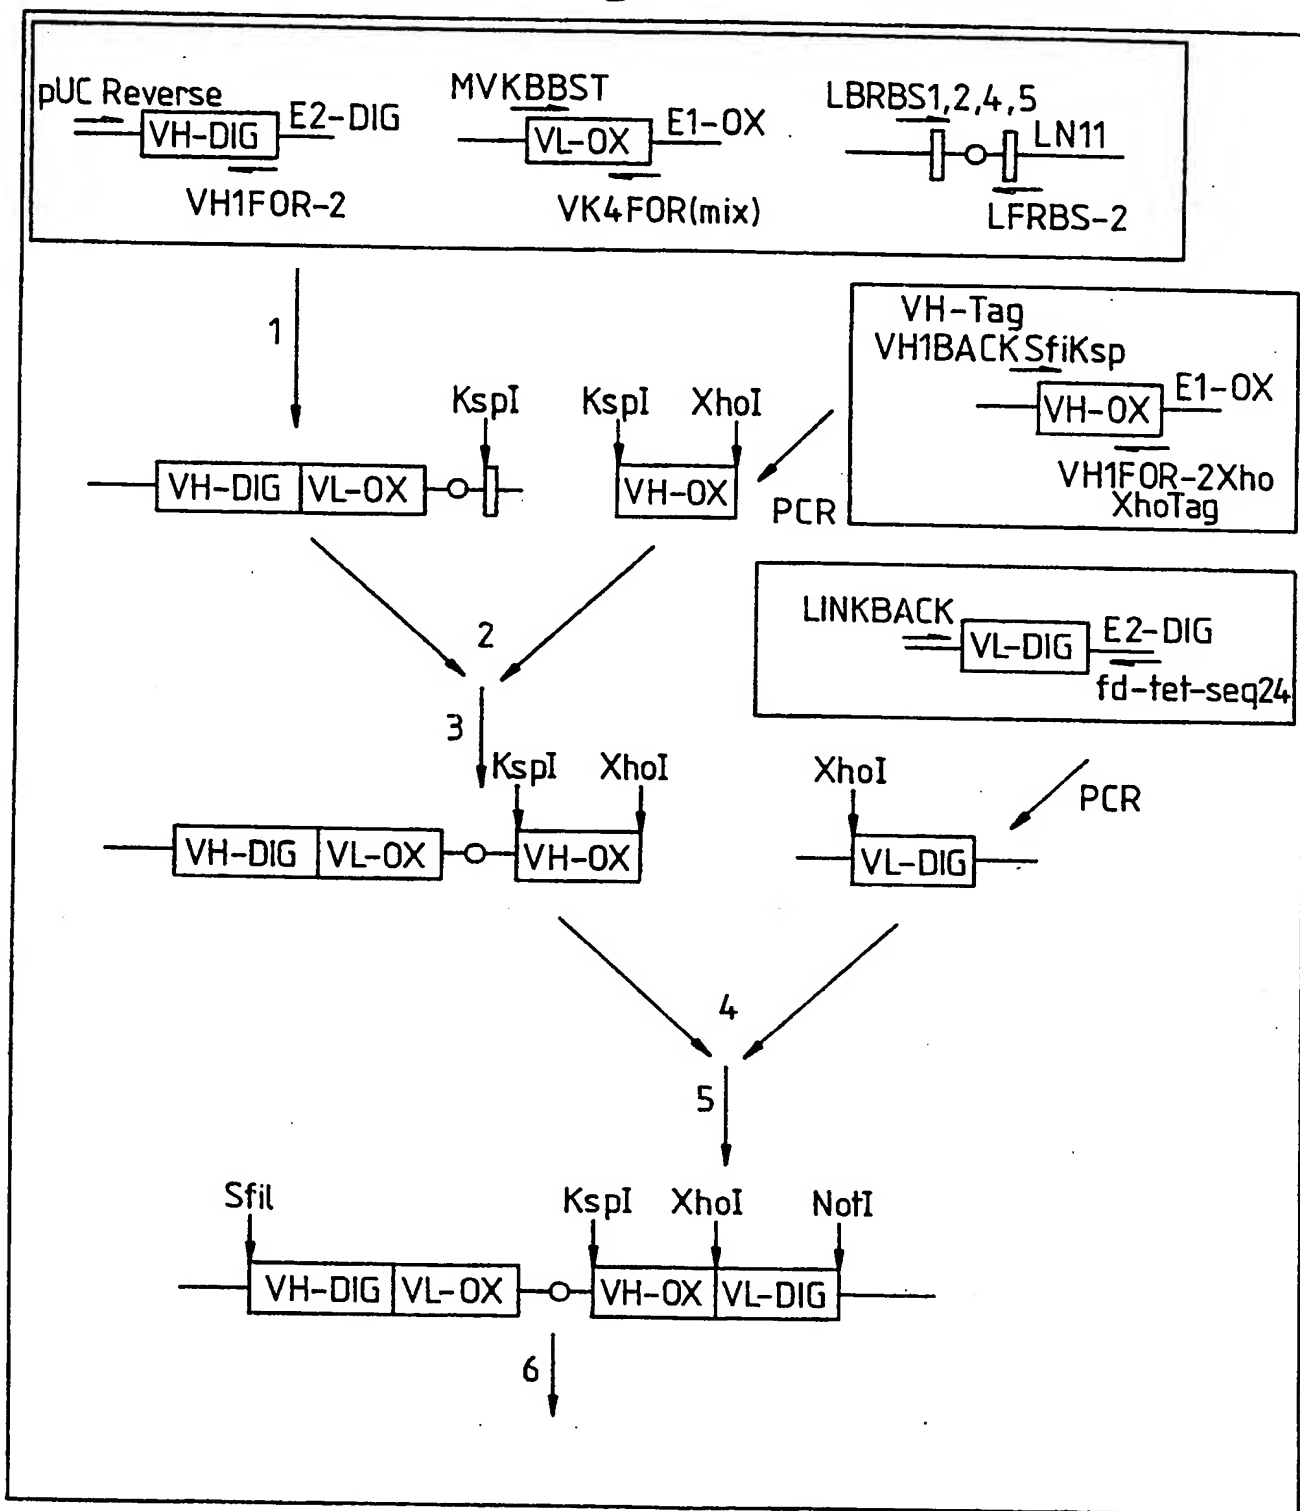 pUC Reverse
VH-DIG
E2-DIG
VH1FOR-2
MVKBBST
VL-OX
E1-OX
VK4FOR(mix)
LBRBS1,2,4,5
LN11
LFRBS-2
1
VH-Tag
VH1BACKSfiKsp
VH-OX
E1-OX
VH1FOR-2Xho
XhoTag
KspI
KspI
XhoI
VH-DIG
VL-OX
VH-OX
PCR
2
LINKBACK
VL-DIG
E2-DIG
fd-tet-seq24
3
KspI
XhoI
XhoI
PCR
VH-DIG
VL-OX
VH-OX
VL-DIG
4
5
SfiI
KspI
XhoI
NotI
VH-DIG
VL-OX
VH-OX
VL-DIG
6